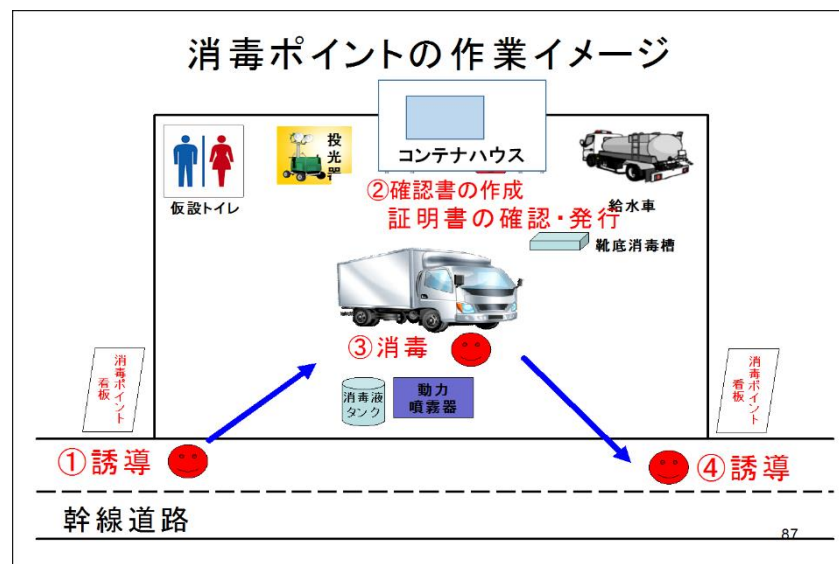 消毒ポイントの作業イメージ
投光器
コンテナハウス
仮設トイレ
②確認書の作成
証明書の確認・発行
給水車
靴底消毒槽
③消毒
消毒ポイント
看板
消毒液
タンク
動力
噴霧器
消毒ポイント
看板
①誘導
④誘導
幹線道路
87